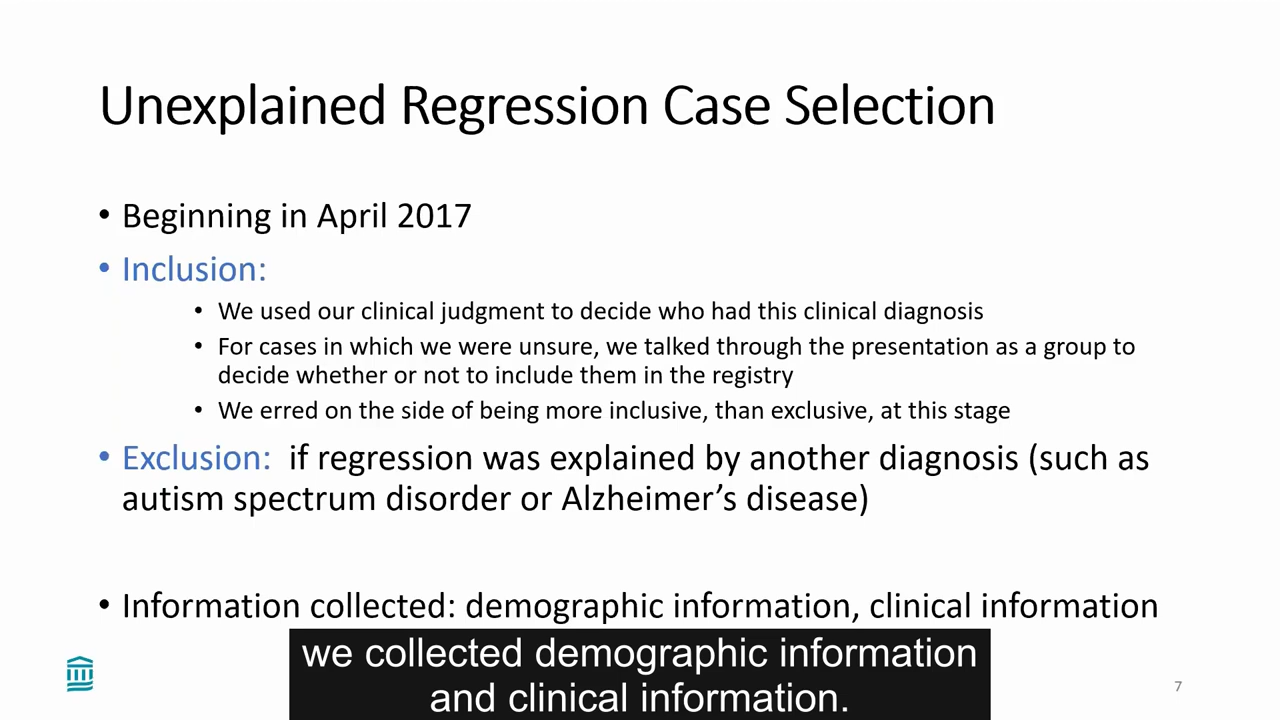 Unexplained Regression Case Selection
• Beginning in April 2017
• Inclusion:
• We used our clinical judgment to decide who had this clinical diagnosis
• For cases in which we were unsure, we talked through the presentation as a group to
decide whether or not to include them in the registry
• We erred on the side of being more inclusive, than exclusive, at this stage
• Exclusion: if regression was explained by another diagnosis (such as
autism spectrum disorder or Alzheimer’s disease)
• Information collected: demographic information, clinical information
we collected demographic information
and clinical information.
7